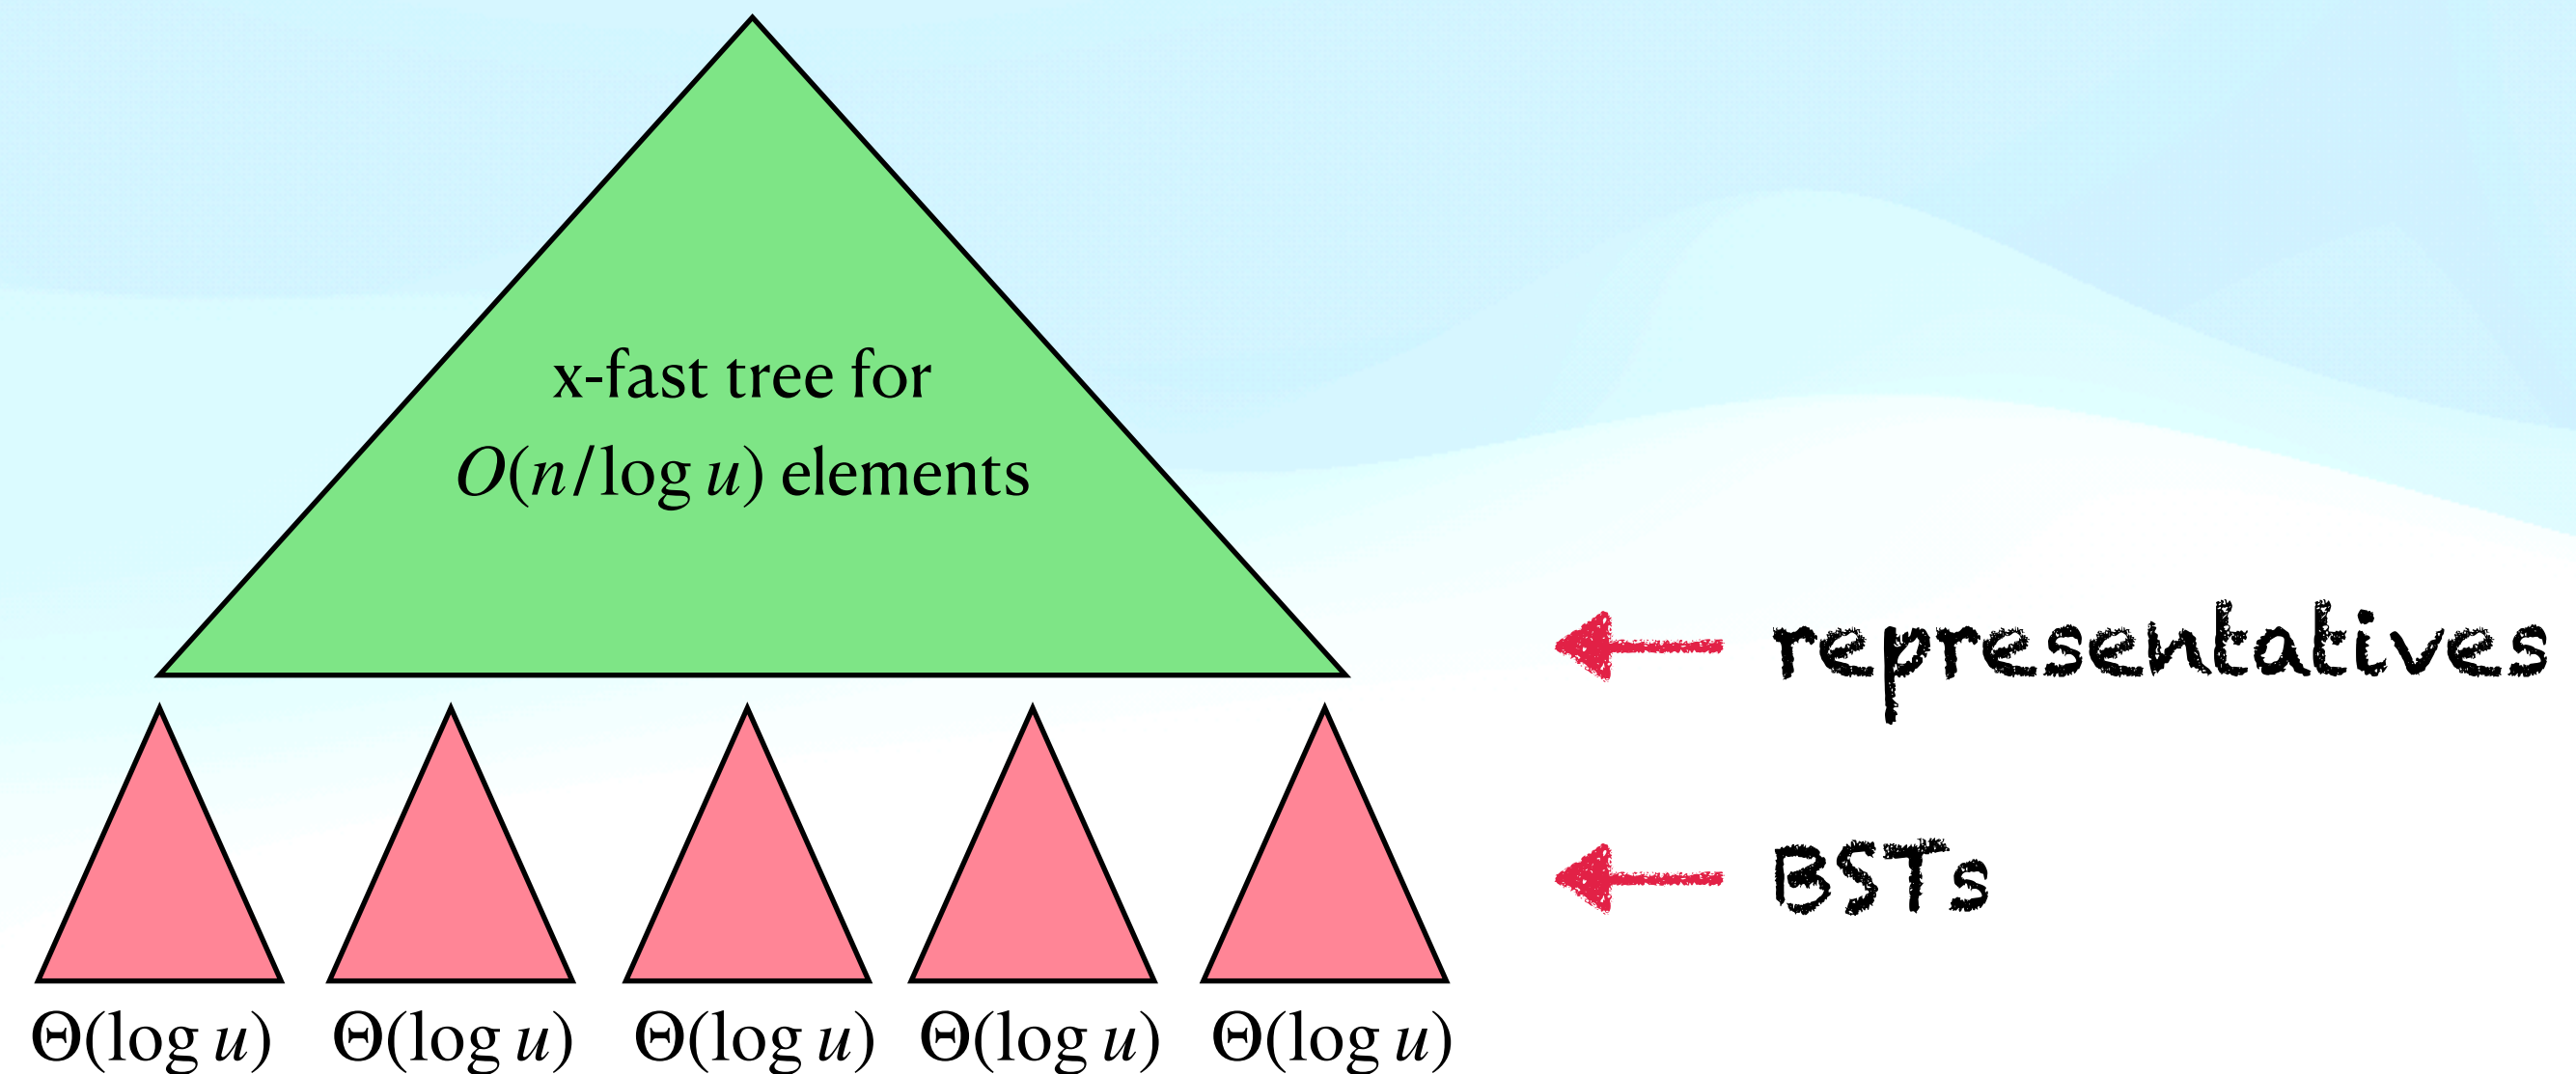 x-fast tree for
O(n/log u) elements
representatives
BSTs
Θ(log u) Θ(log u) Θ(log u) Θ(log u) Θ(log u)